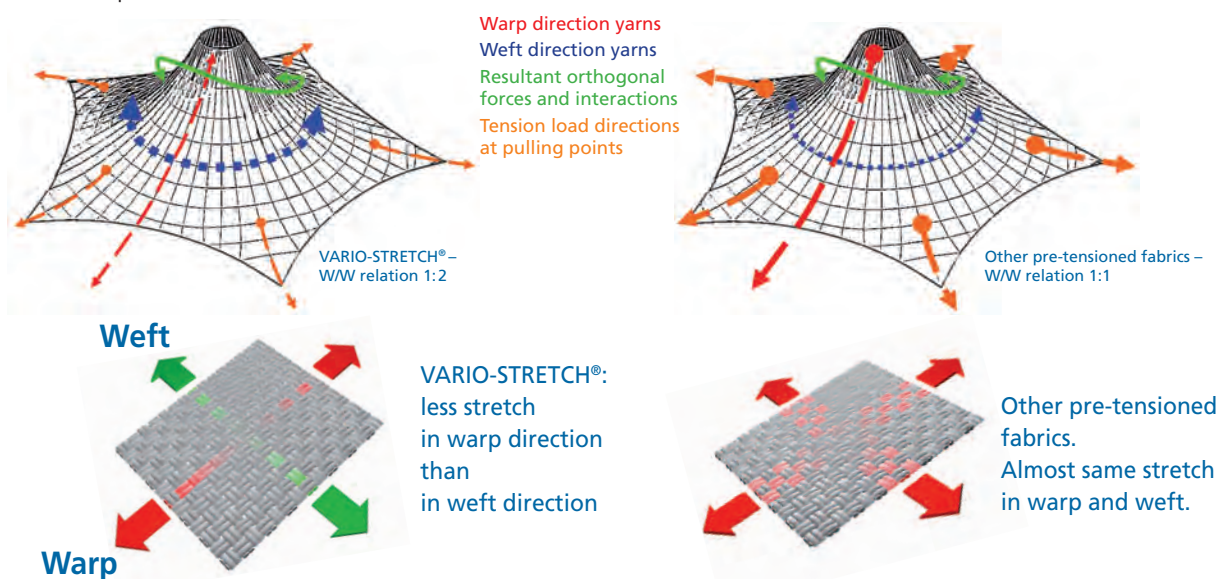 Warp direction yarns
Weft direction yarns
Resultant orthogonal
forces and interactions
Tension load directions
at pulling points
VARIO-STRETCH® –
W/W relation 1:2
Other pre-tensioned fabrics –
W/W relation 1:1
Weft
Warp
VARIO-STRETCH®:
less stretch
in warp direction
than
in weft direction
Other pre-tensioned
fabrics.
Almost same stretch
in warp and weft.